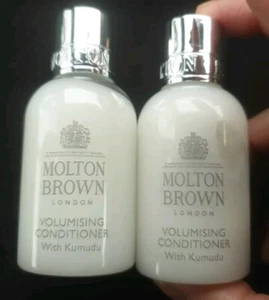 MOLTON
BROWN
LONDON
VOLUMISING
CONDITIONER
With Kumudu
MOLTON
BROWN
LONDON
VOLUMISING
CONDITIONER
With Kumudu